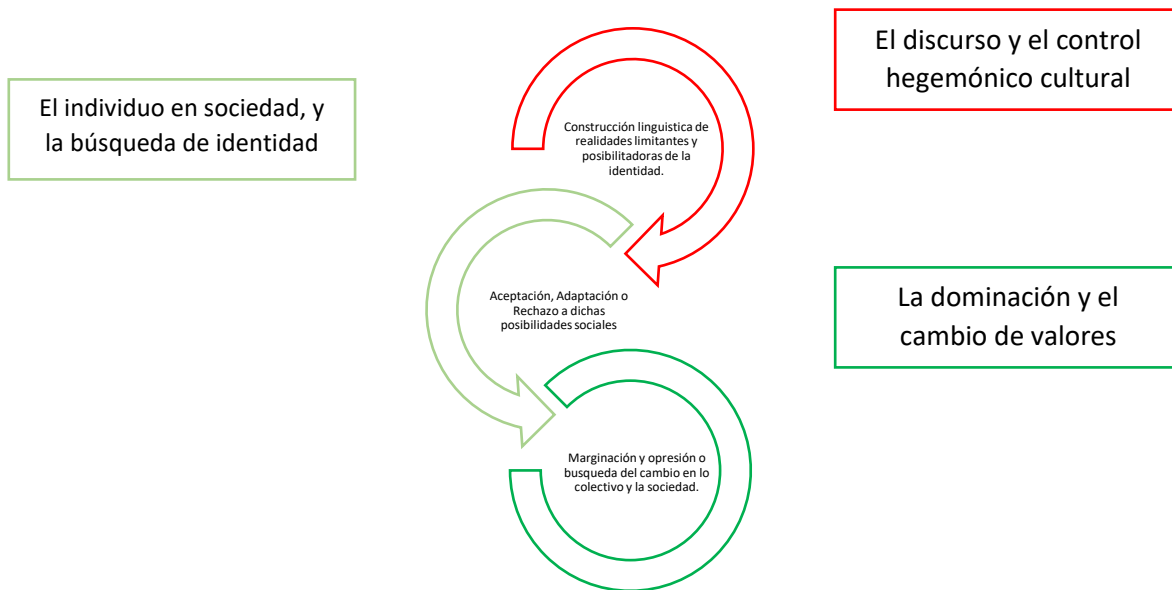 El discurso y el control
hegemónico cultural
El individuo en sociedad, y
la búsqueda de identidad
Construcción linguistica de
realidades limitantes y
posibilitadoras de la
identidad.
Aceptación, Adaptación o
Rechazo a dichas
posibilidades sociales
La dominación y el
cambio de valores
Marginación y opresión o
busqueda del cambio en lo
colectivo y la sociedad.